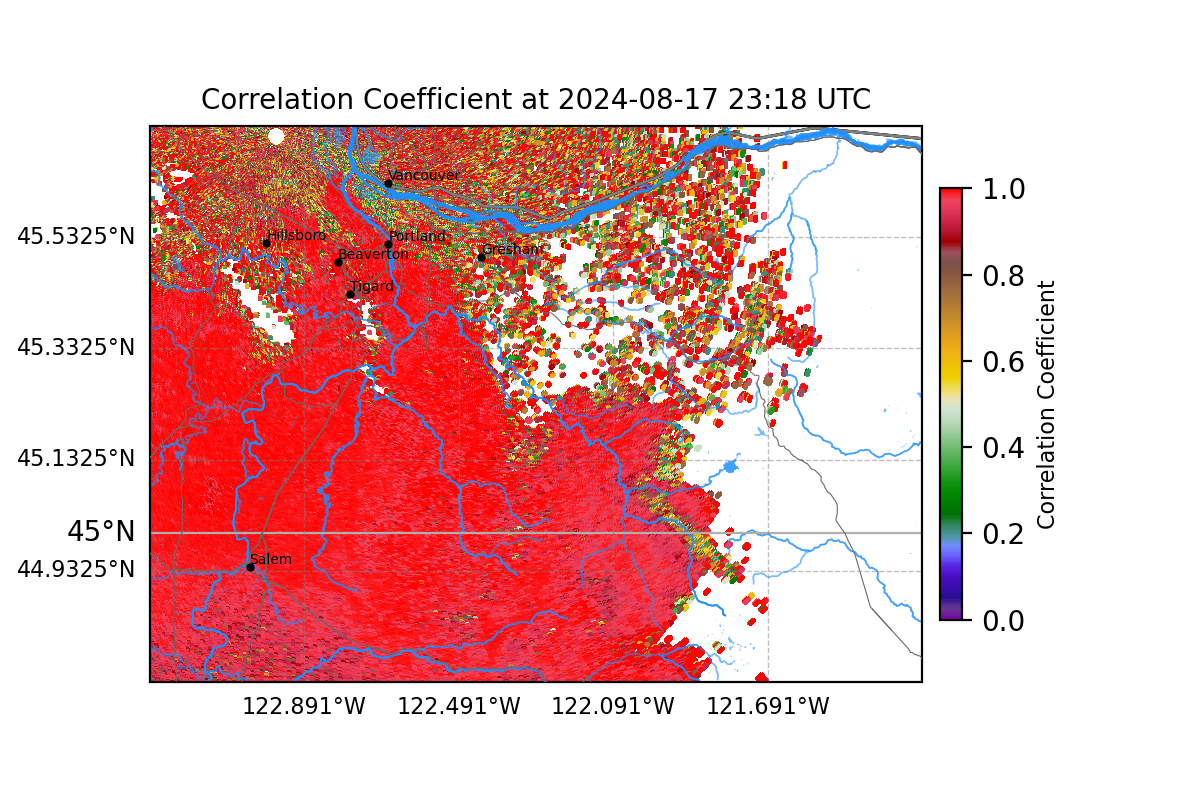 Correlation Coefficient at 2024-08-17 23:18 UTC
Vancouver
Hillsboro
Portland
Beaverton
Gresham
Tigard
Salem
45.5325°N
45.3325°N
45.1325°N
45°N
44.9325°N
122.891°W 122.491°W 122.091°W 121.691°W
1.0
0.8
0.6
0.4
0.2
0.0
Correlation Coefficient